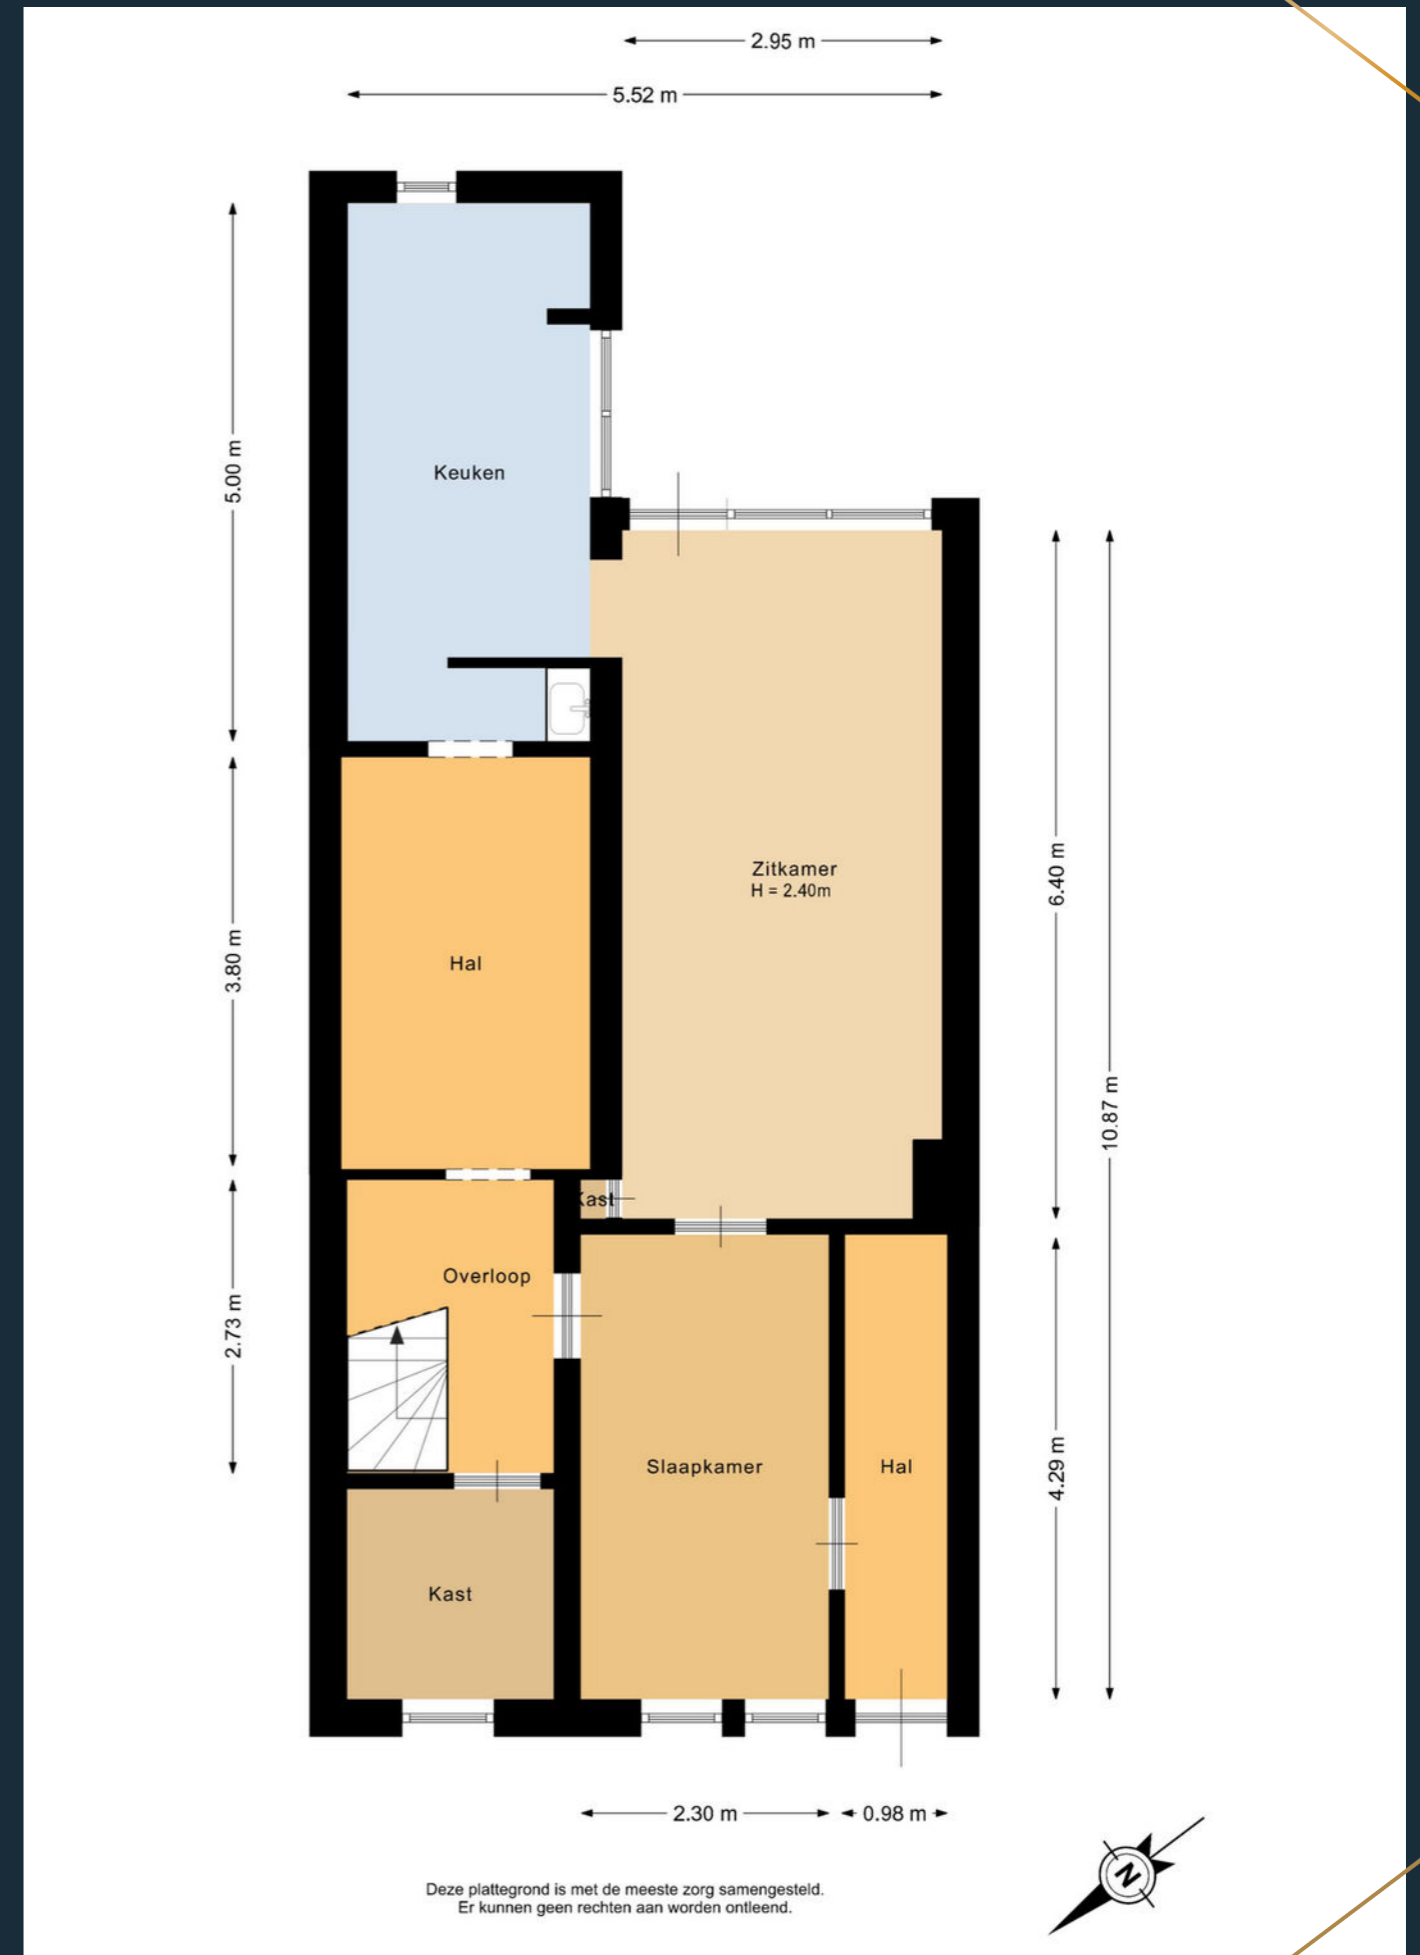 2.95 m
5.52 m
5.00 m
Keuken
Zitkamer
H = 2.40m
6.40 m
3.80 m
Hal
10.87 m
Kast
Overloop
2.73 m
Slaapkamer
Hal
4.29 m
Kast
2.30 m
0.98 m
N
Deze plattegrond is met de meeste zorg samengesteld.
Er kunnen geen rechten aan worden ontleend.